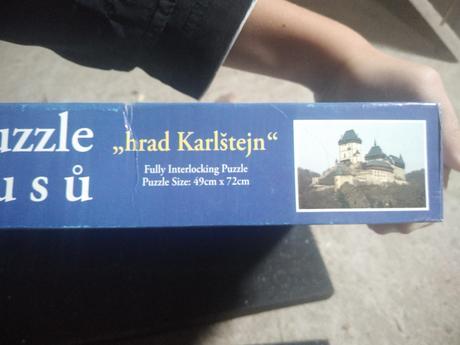 uzzle
usů
„hrad Karlštejn“
Fully Interlocking Puzzle
Puzzle Size: 49cm x 72cm